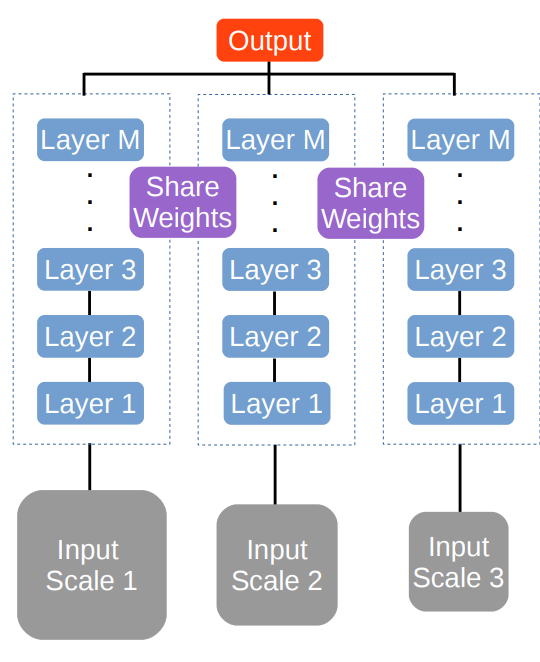 Output
Layer M
Layer M
Layer M
Share
Weights
Share
Weights
Layer 3
Layer 3
Layer 3
Layer 2
Layer 2
Layer 2
Layer 1
Layer 1
Layer 1
Input
Scale 1
Input
Scale 2
Input
Scale 3